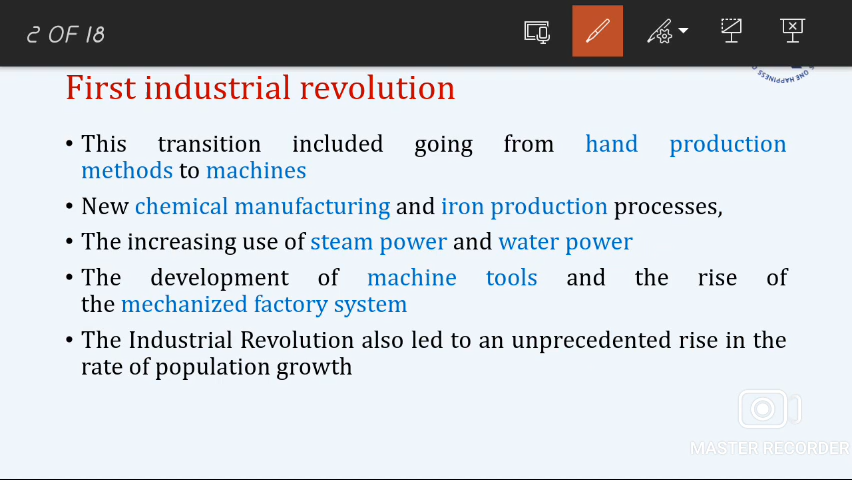 2 OF 18
ONE HAPPINESS
First industrial revolution
• This transition included going from hand production
methods to machines
• New chemical manufacturing and iron production processes,
• The increasing use of steam power and water power
• The development of machine tools and the rise of
the mechanized factory system
• The Industrial Revolution also led to an unprecedented rise in the
rate of population growth
MASTER RECORDER